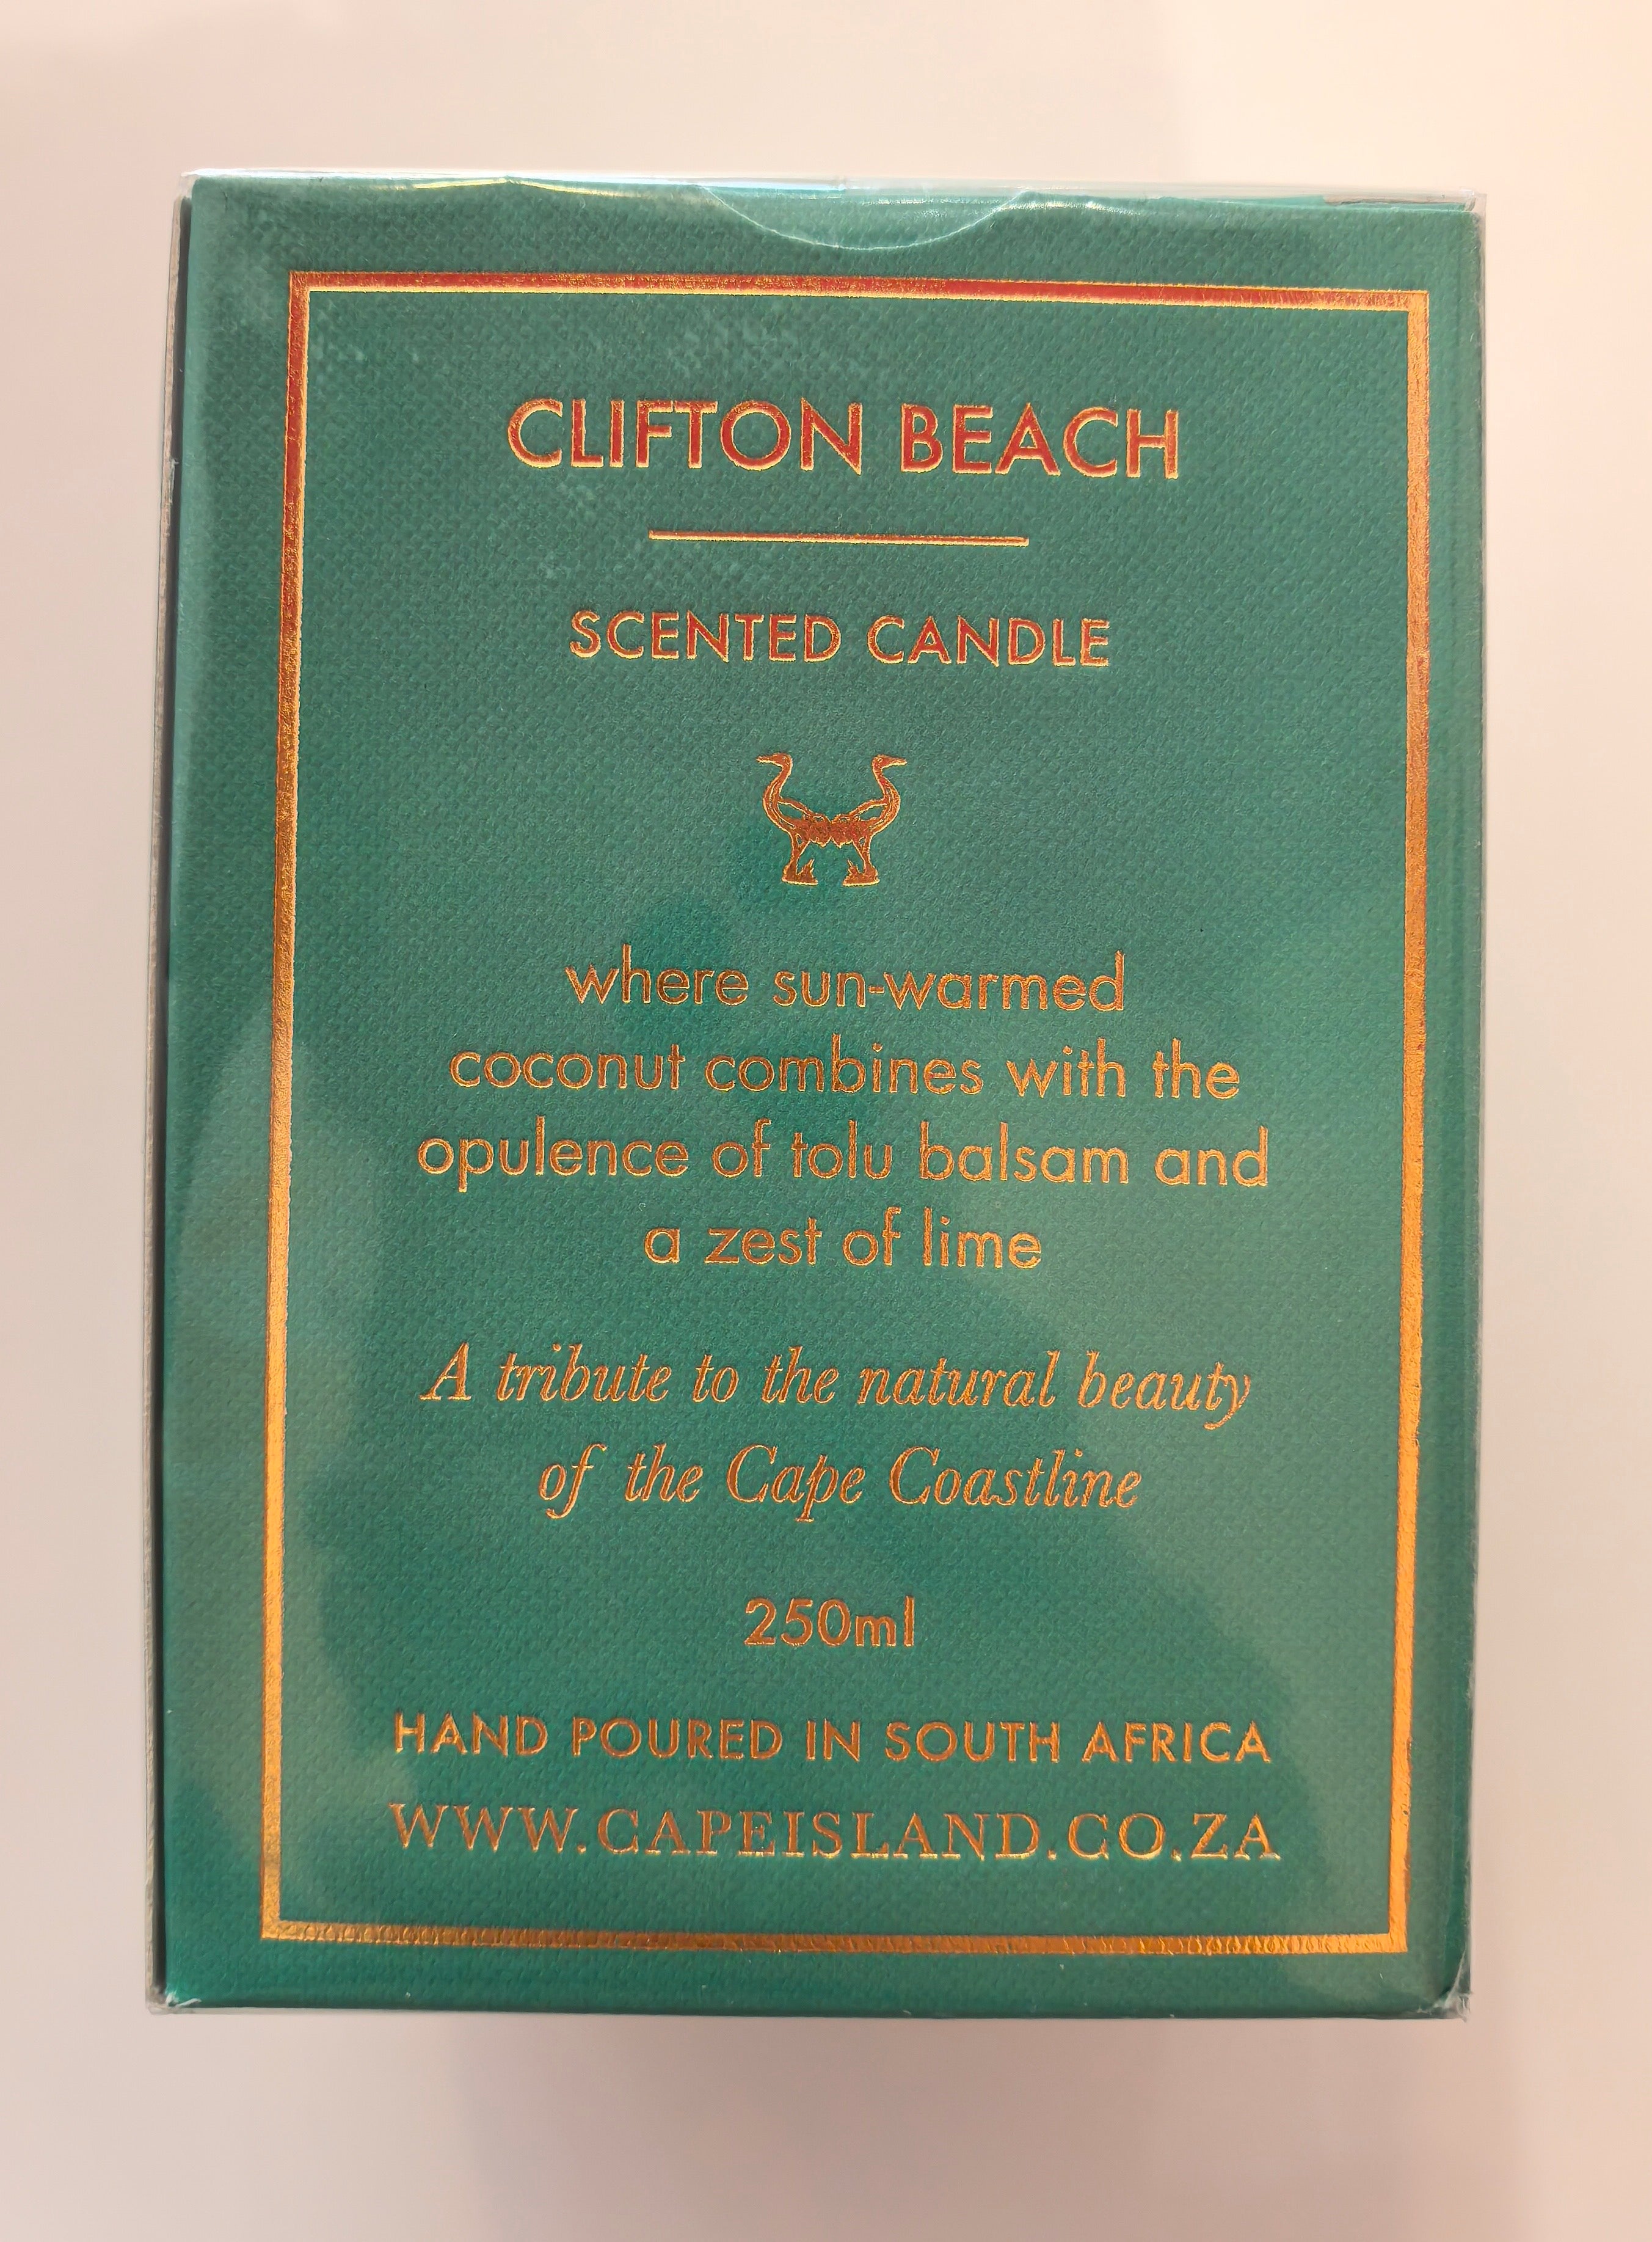 CLIFTON BEACH
SCENTED CANDLE
where sun-warmed
coconut combines with the
opulence of tolu balsam and
a zest of lime
A tribute to the natural beauty
of the Cape Coastline
250ml
HAND POURED IN SOUTH AFRICA
WWW.CAPEISLAND.CO.ZA